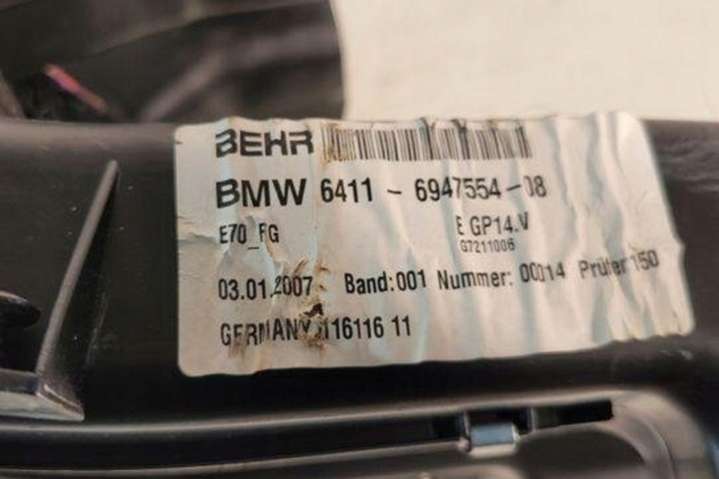 BEHR
BMW 6411 - 6947554-08
E70_FG E GP14.V
G7211006
03.01.2007 Band:001 Nummer: 00014 Prüfer 150
GERMANY 116116 11